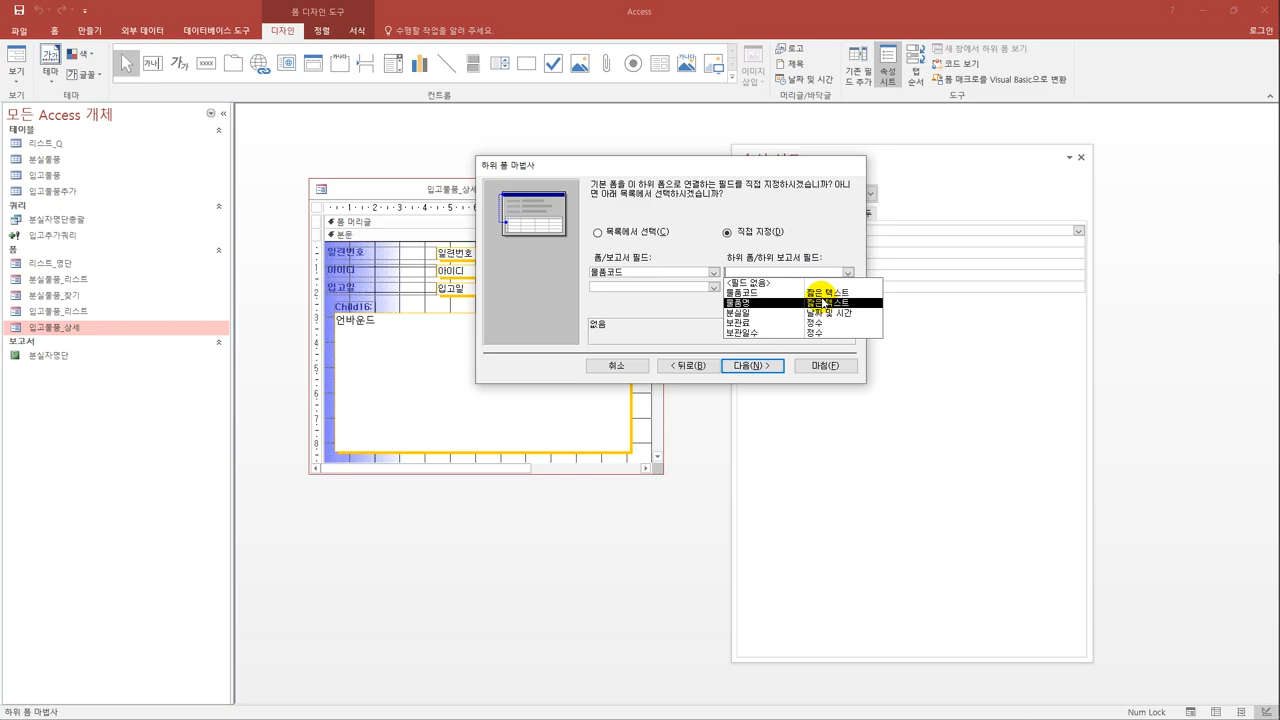 폼 디자인 도구
Access
파일 홈 만들기 외부 데이터 데이터베이스 도구 디자인 정렬 서식 수행할 작업을 알려 주세요.
로그인
보기
테마
색
글꼴
이미지 삽입
로고
제목
날짜 및 시간
기존 필드 추가
속성 시트
탭 순서
새 창에서 하위 폼 보기
코드 보기
폼 매크로를 Visual Basic으로 변환
보기 테마 컨트롤 머리글/바닥글 도구
모든 Access 개체
테이블
리스트_Q
분실물품
입고물품
입고물품추가
쿼리
분실자명단총괄
입고추가쿼리
폼
리스트_명단
분실물품_리스트
분실물품_찾기
입고물품_리스트
입고물품_상세
보고서
분실자명단
입고물품_상세
폼 머리글
본문
일련번호 일련번호
아이디 아이디
입고일 입고일
Child16:
언바운드
하위 폼 마법사
기본 폼을 이 하위 폼으로 연결하는 필드를 직접 지정하시겠습니까? 아니
면 아래 목록에서 선택하시겠습니까?
목록에서 선택(C) 직접 지정(D)
폼/보고서 필드: 하위 폼/하위 보고서 필드:
물품코드
<필드 없음>
물품코드 짧은 텍스트
물품명 짧은 텍스트
분실일 날짜 및 시간
보관료 정수
보관일수 정수
없음
취소 < 뒤로(B) 다음(N) > 마침(F)
하위 폼 마법사
Num Lock